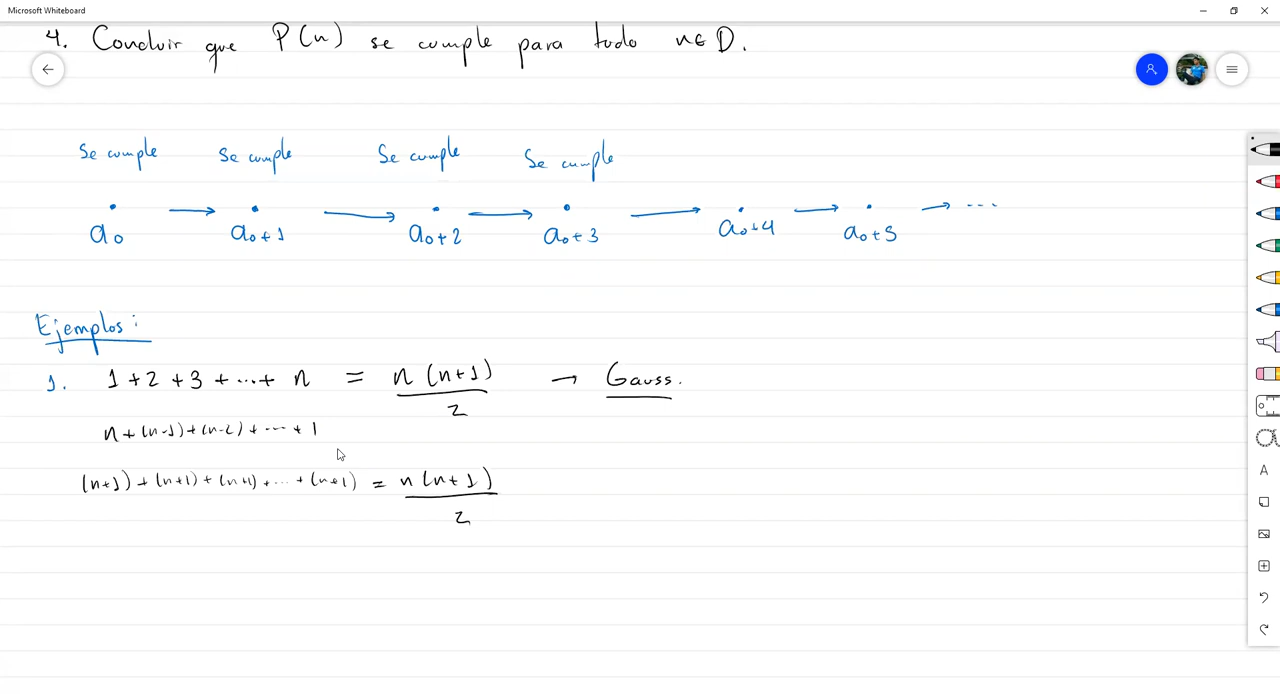 Microsoft Whiteboard
4. Concluir que P(n) se cumple para todo n∈D.
Se cumple Se cumple Se cumple Se cumple
a₀ → a₀+1 → a₀+2 → a₀+3 → a₀+4 → a₀+5 → ...
Ejemplos:
1. 1+2+3+...+ n = n(n+1)/2 → Gauss.
n+(n-1)+(n-2)+...+1
(n+1)+(n+1)+(n+1)+...+(n+1) = n(n+1)/2
A